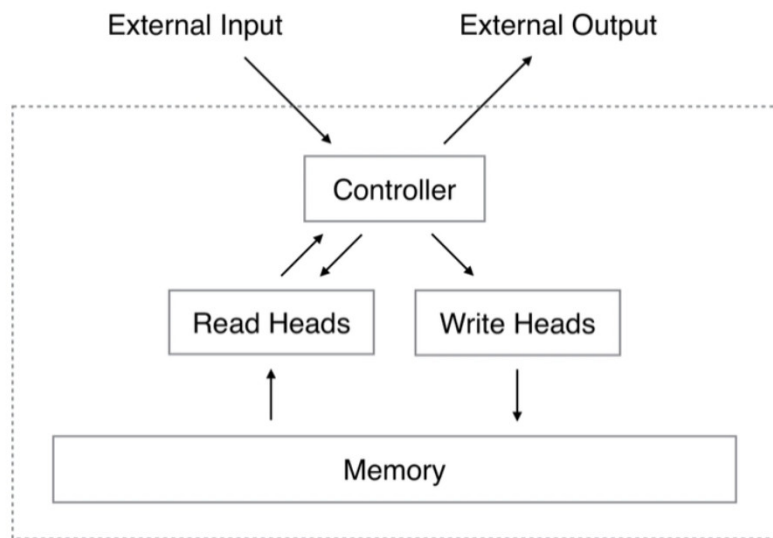 External Input
External Output
Controller
Read Heads
Write Heads
Memory